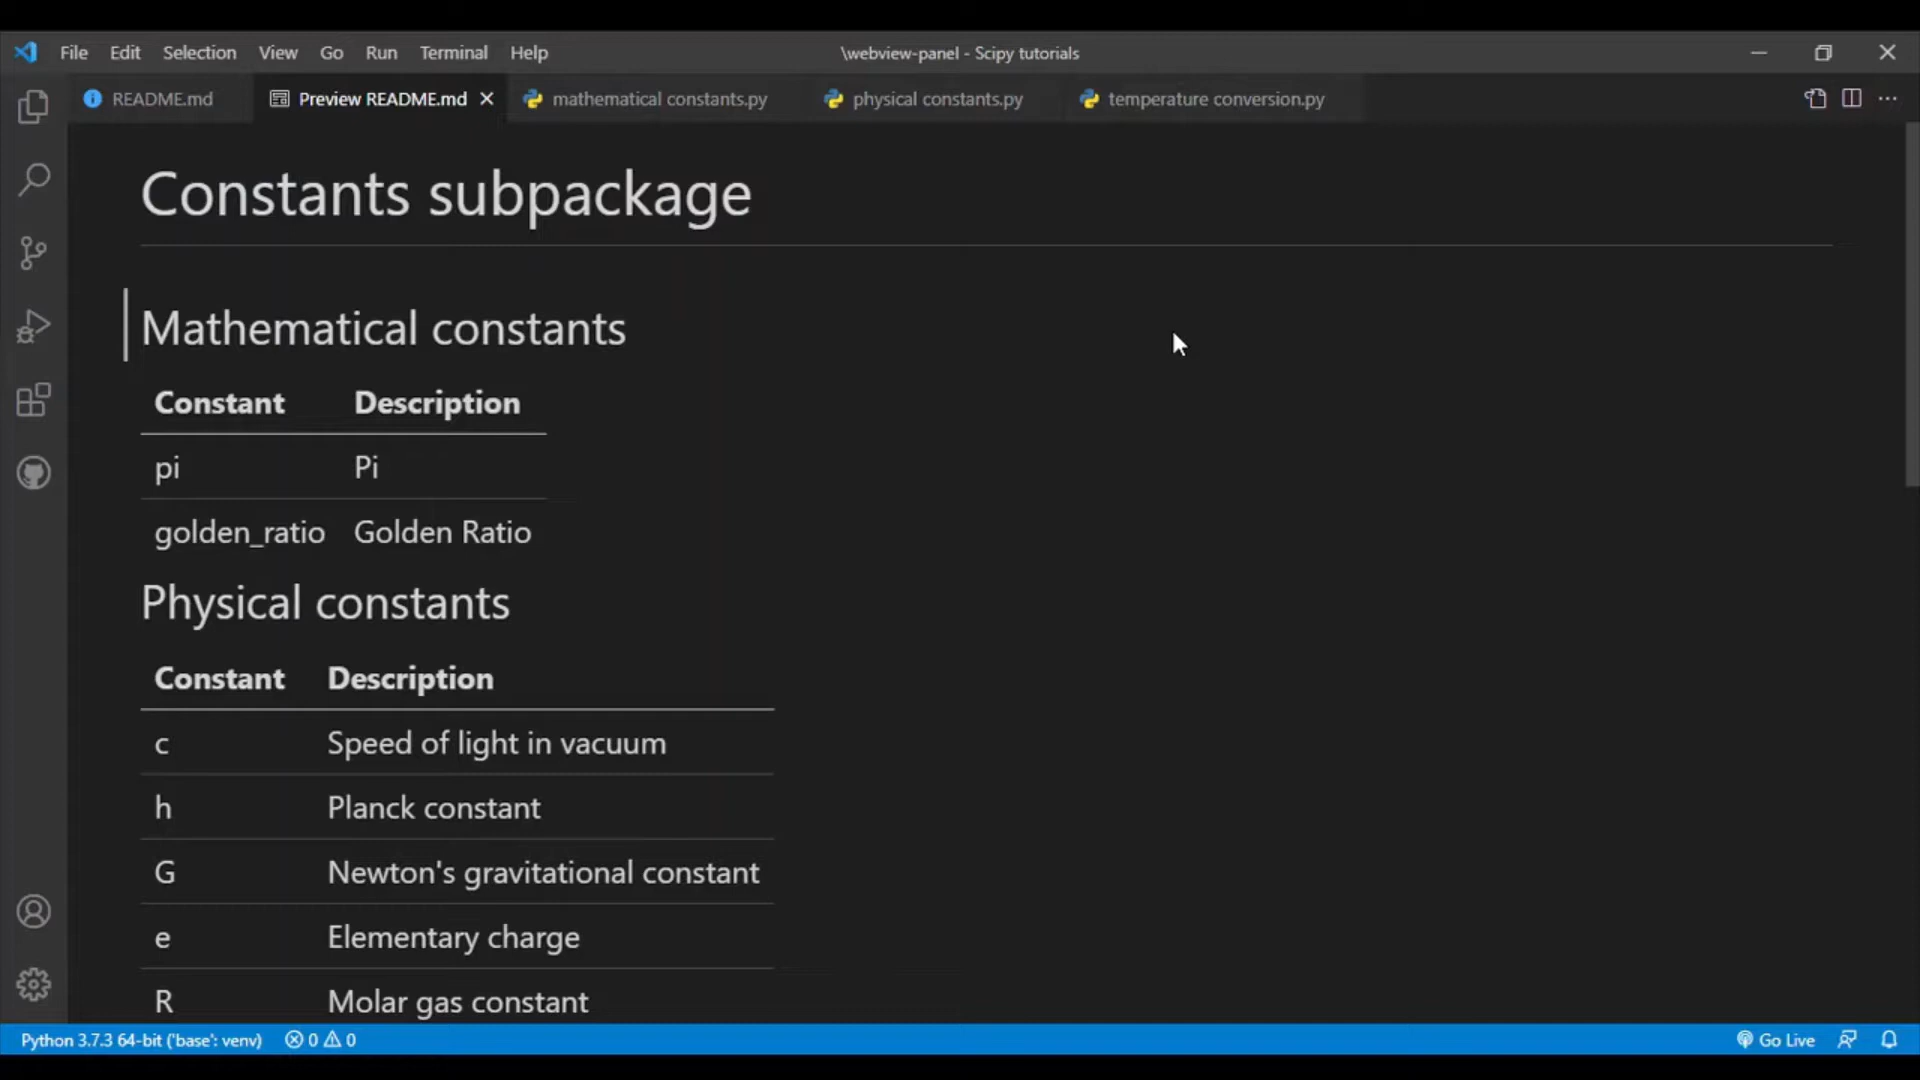 File Edit Selection View Go Run Terminal Help \webview-panel - Scipy tutorials
README.md Preview README.md mathematical constants.py physical constants.py temperature conversion.py
Constants subpackage
Mathematical constants
Constant Description
pi Pi
golden_ratio Golden Ratio
Physical constants
Constant Description
c Speed of light in vacuum
h Planck constant
G Newton's gravitational constant
e Elementary charge
R Molar gas constant
Python 3.7.3 64-bit ('base': venv) 0 0 Go Live